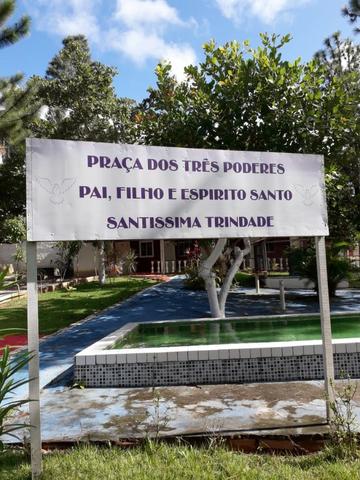 PRAÇA DOS TRÊS PODERES
PAI, FILHO E ESPIRITO SANTO
SANTISSIMA TRINDADE